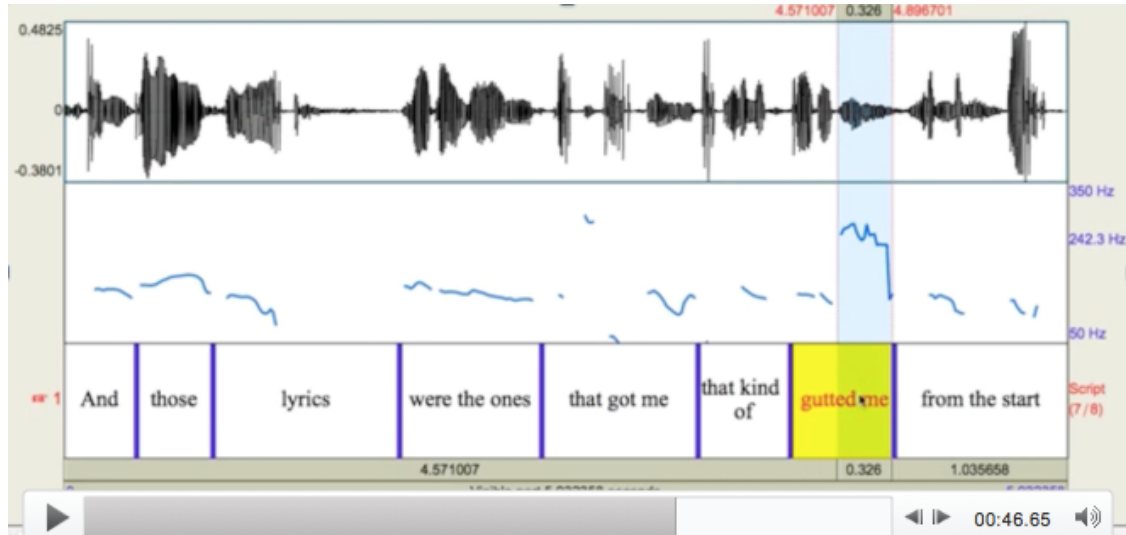 4.571007 0.326 4.896701
0.4825
0
-0.3801
350 Hz
242.3 Hz
50 Hz
1 And those lyrics were the ones that got me that kind of gutted me from the start
Script
(7/8)
4.571007 0.326 1.035658
00:46.65